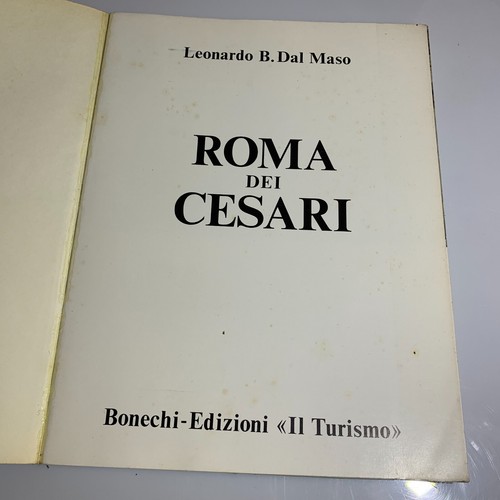 Leonardo B. Dal Maso
ROMA
DEI
CESARI
Bonechi-Edizioni «Il Turismo»